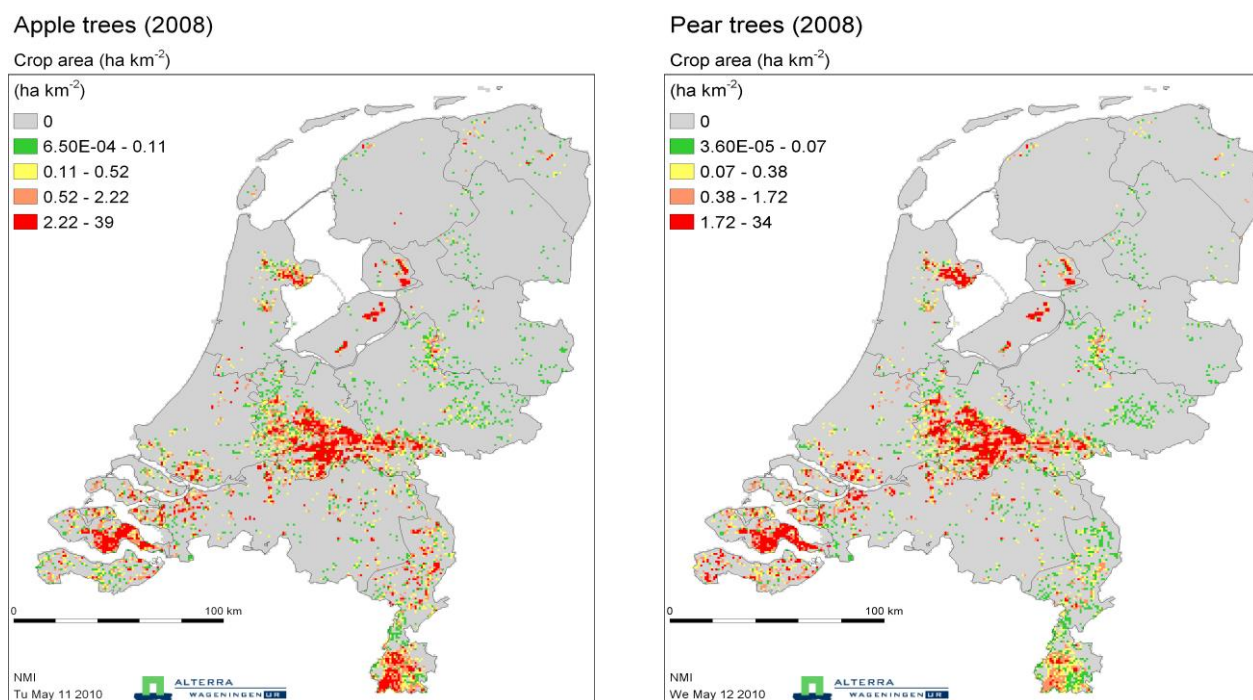 Apple trees (2008)
Crop area (ha km-2)
(ha km-2)
0
6.50E-04 - 0.11
0.11 - 0.52
0.52 - 2.22
2.22 - 39
0
100 km
NMI
Tu May 11 2010
ALTERRA
WAGENINGEN UR
Pear trees (2008)
Crop area (ha km-2)
(ha km-2)
0
3.60E-05 - 0.07
0.07 - 0.38
0.38 - 1.72
1.72 - 34
0
100 km
NMI
We May 12 2010
ALTERRA
WAGENINGEN UR